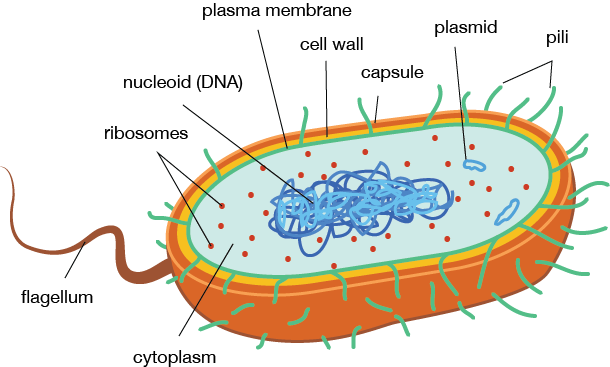 plasma membrane
cell wall
plasmid
pili
capsule
nucleoid (DNA)
ribosomes
flagellum
cytoplasm